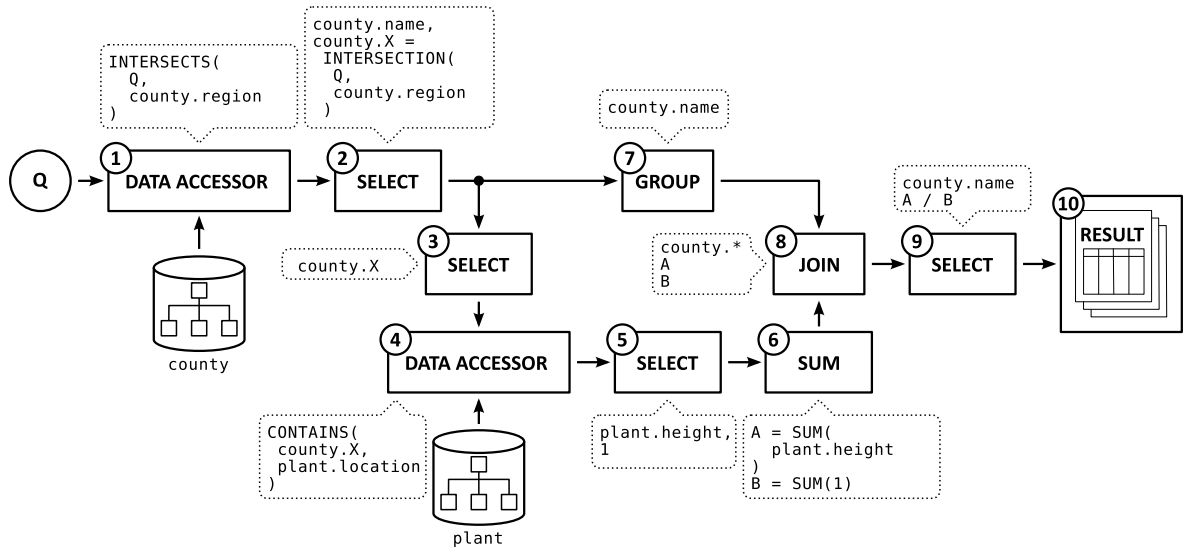 Q
INTERSECTS(
Q,
county.region
)
1
DATA ACCESSOR
county
county.name,
county.X =
INTERSECTION(
Q,
county.region
)
2
SELECT
county.X
3
SELECT
4
DATA ACCESSOR
CONTAINS(
county.X,
plant.location
)
plant
5
SELECT
plant.height,
1
6
SUM
A = SUM(
plant.height
)
B = SUM(1)
county.name
7
GROUP
county.*
A
B
8
JOIN
county.name
A / B
9
SELECT
10
RESULT